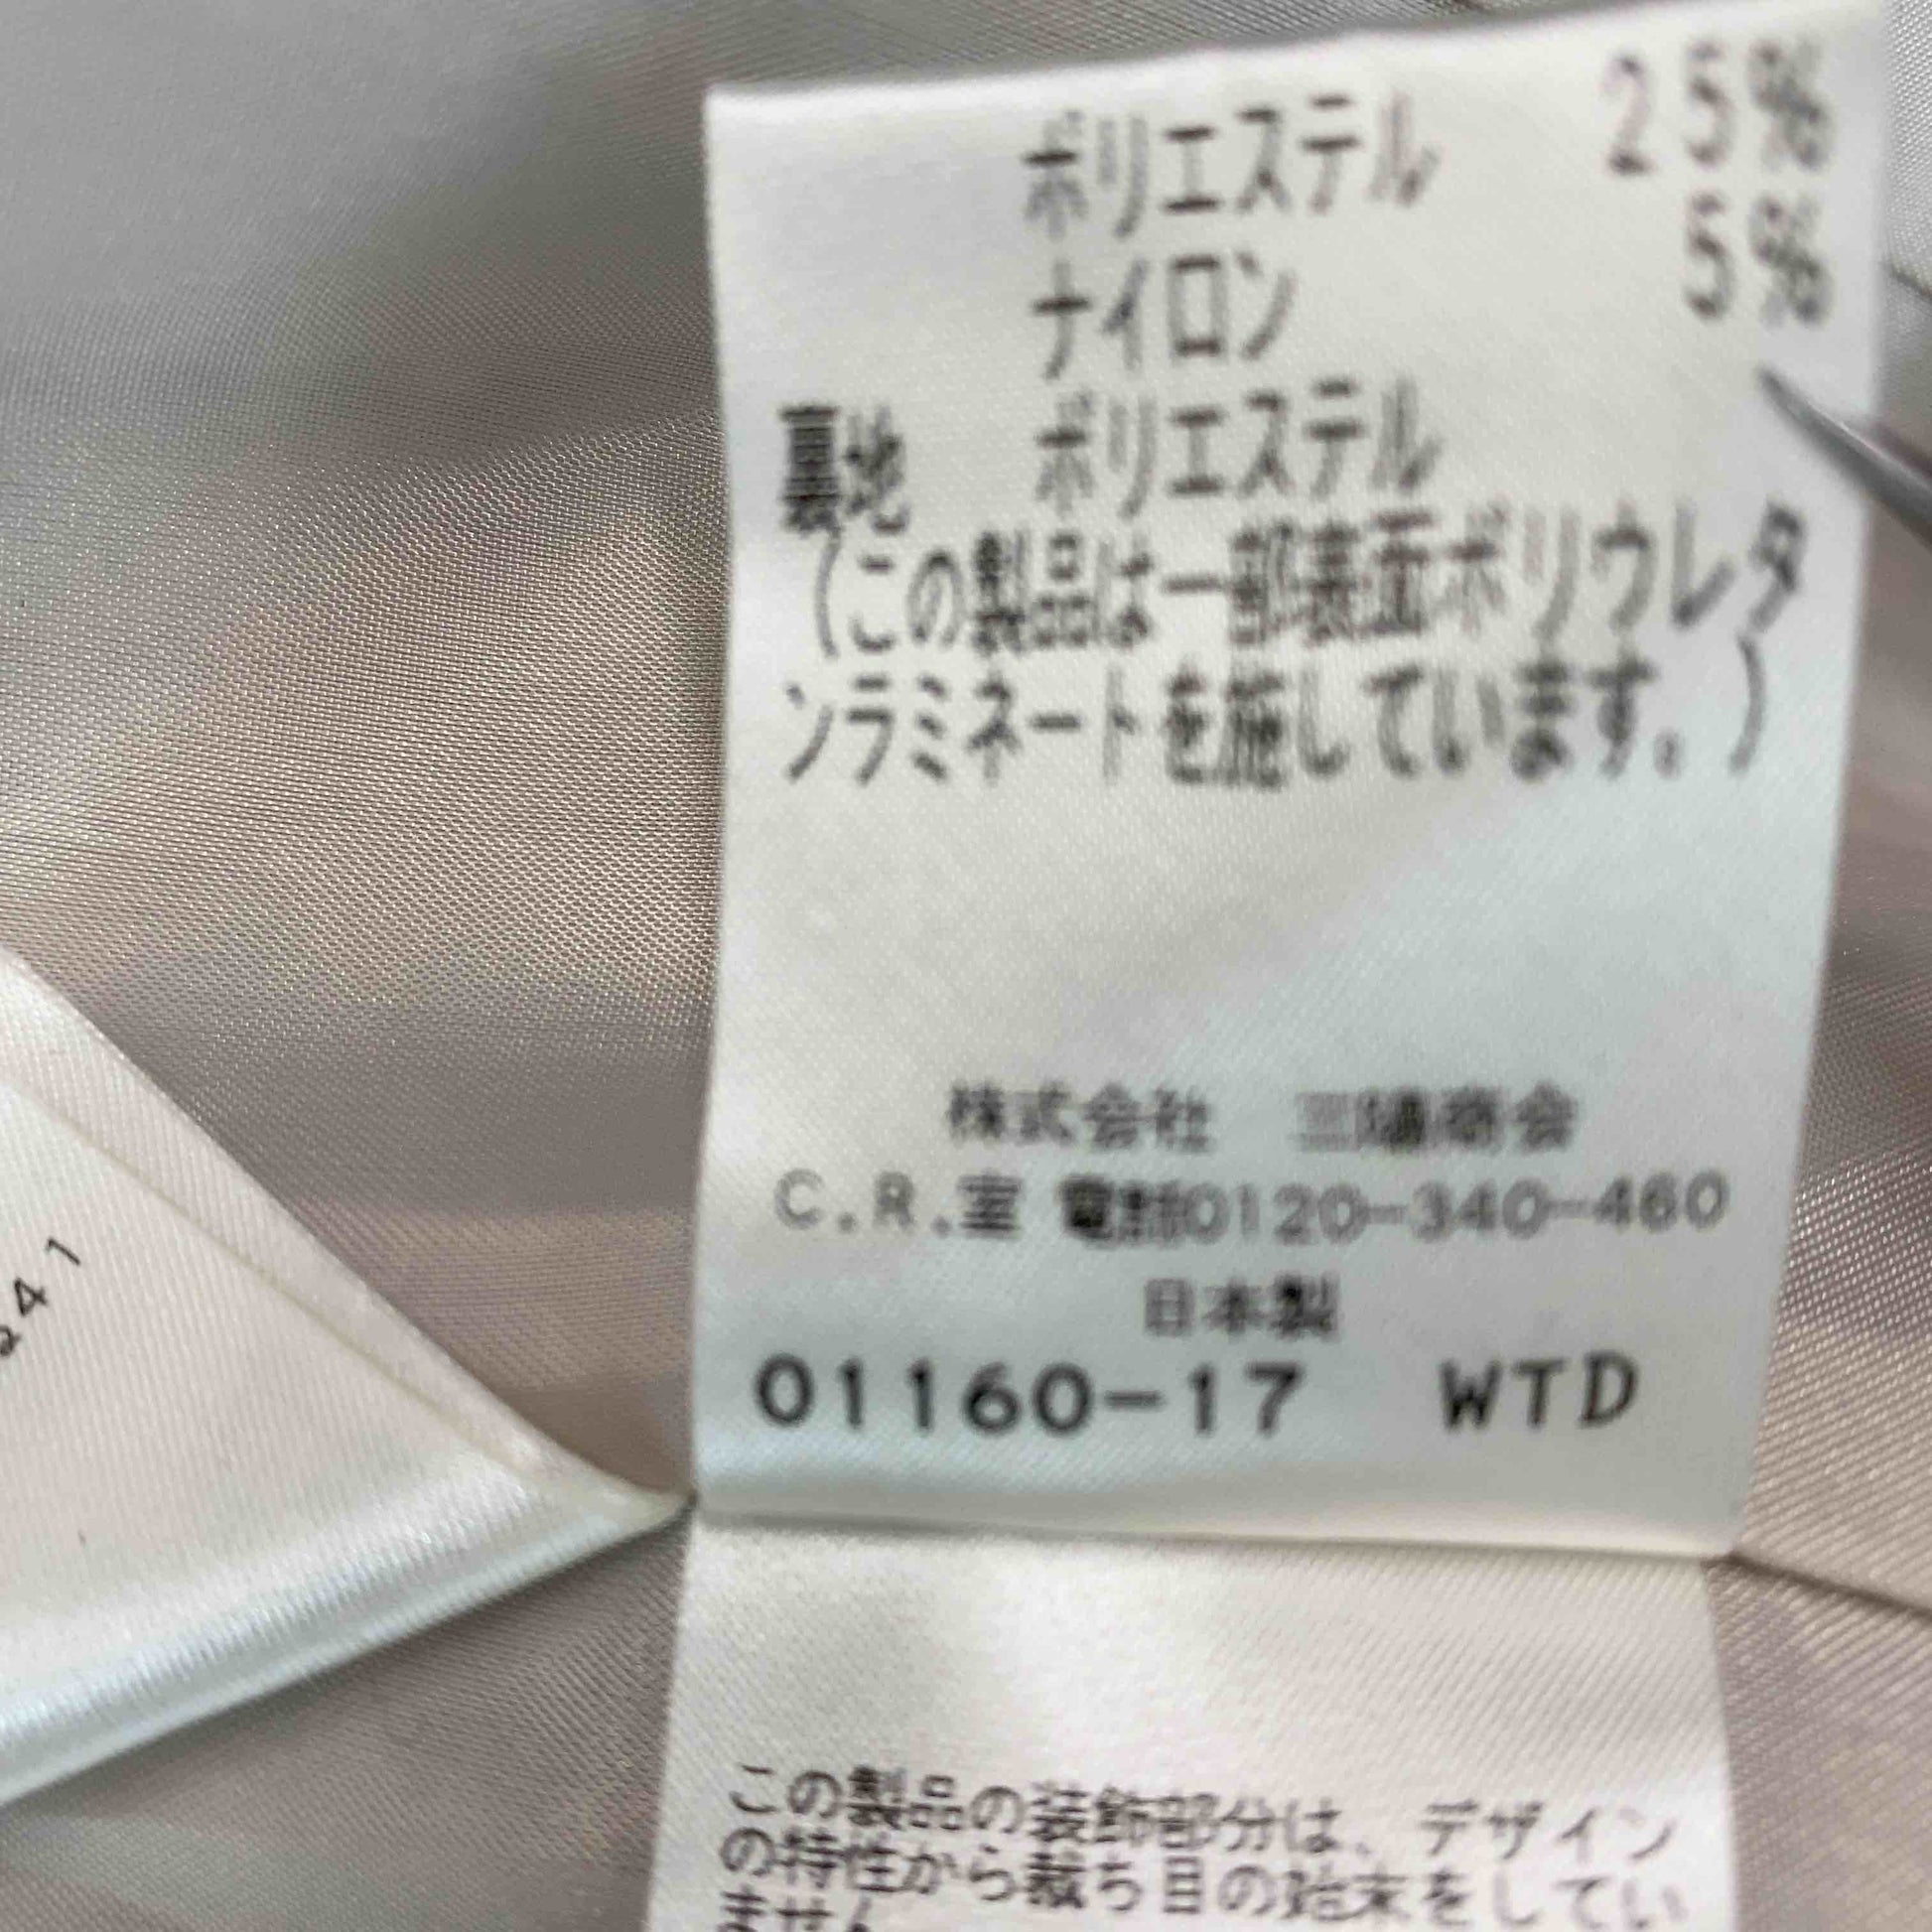 ポリエステル 25%
ナイロン 5%
裏地 ポリエステル
(この製品は一部表面ポリウレタ
ンラミネートを施しています。)
株式会社 三陽商会
C.R.室 電話0120-340-460
日本製
01160-17 WTD
241
この製品の装飾部分は、デザイン
の特性から裁ち目の始末をしてい
ません